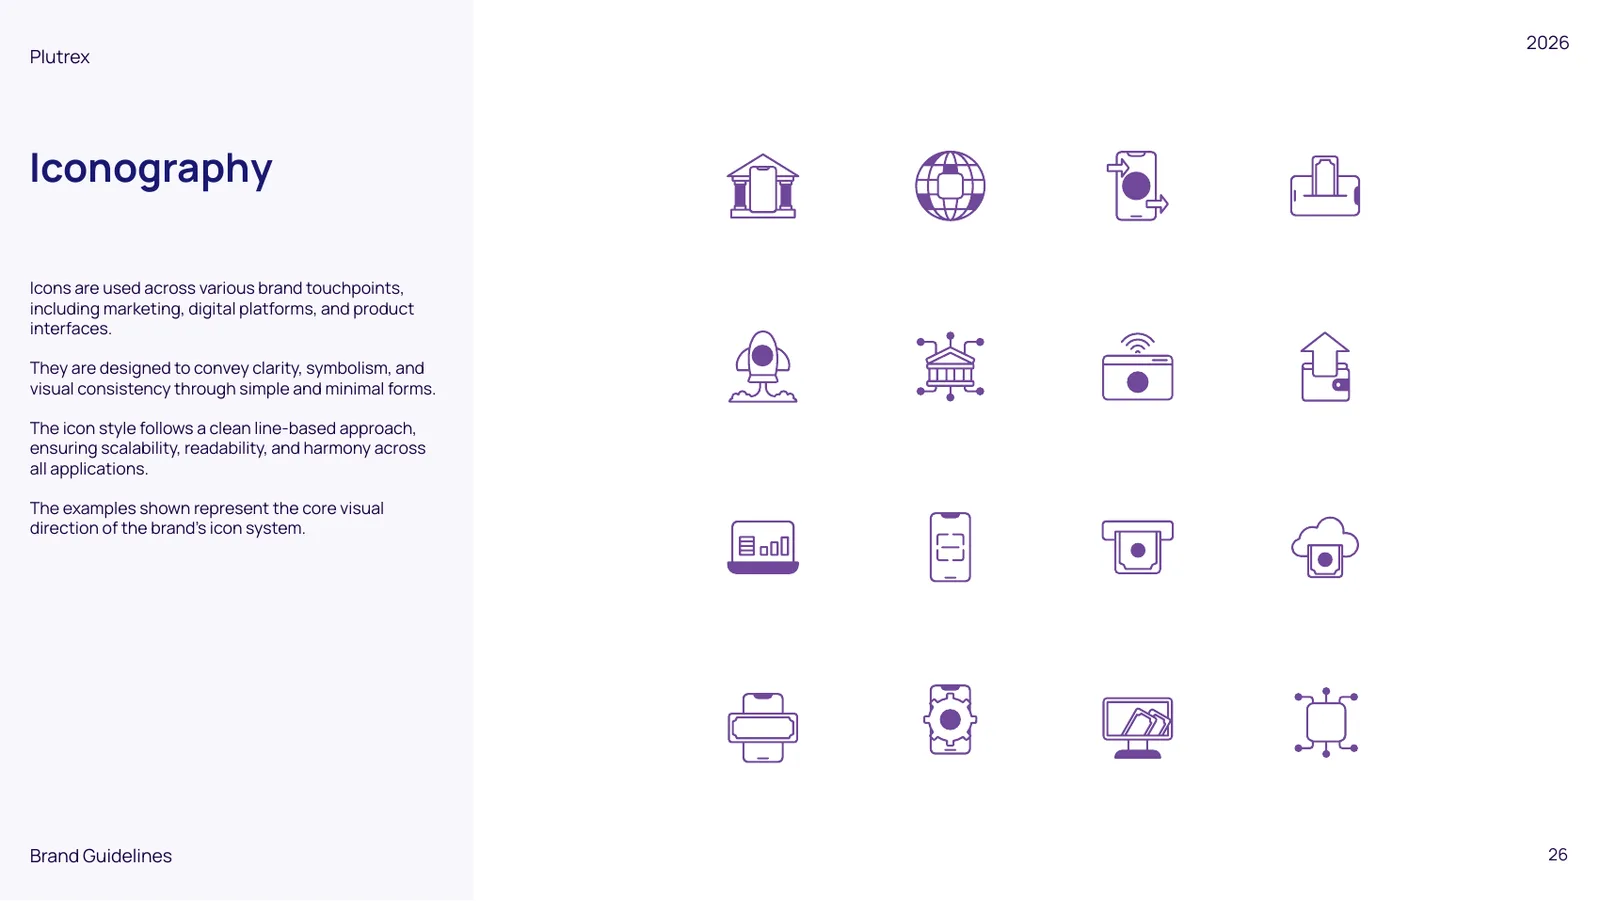 Plutrex
2026
Iconography
Icons are used across various brand touchpoints,
including marketing, digital platforms, and product
interfaces.
They are designed to convey clarity, symbolism, and
visual consistency through simple and minimal forms.
The icon style follows a clean line-based approach,
ensuring scalability, readability, and harmony across
all applications.
The examples shown represent the core visual
direction of the brand’s icon system.
Brand Guidelines
26